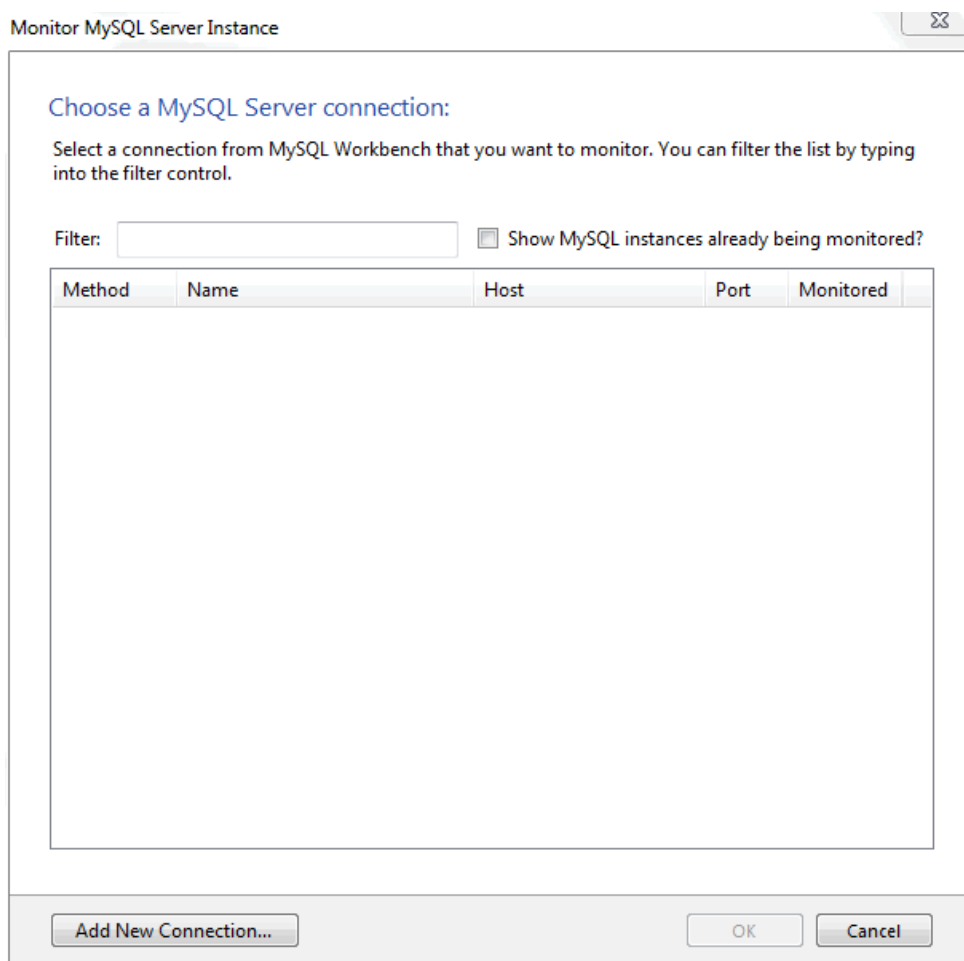 Monitor MySQL Server Instance
Choose a MySQL Server connection:
Select a connection from MySQL Workbench that you want to monitor. You can filter the list by typing
into the filter control.
Filter: Show MySQL instances already being monitored?
Method Name Host Port Monitored
Add New Connection... OK Cancel